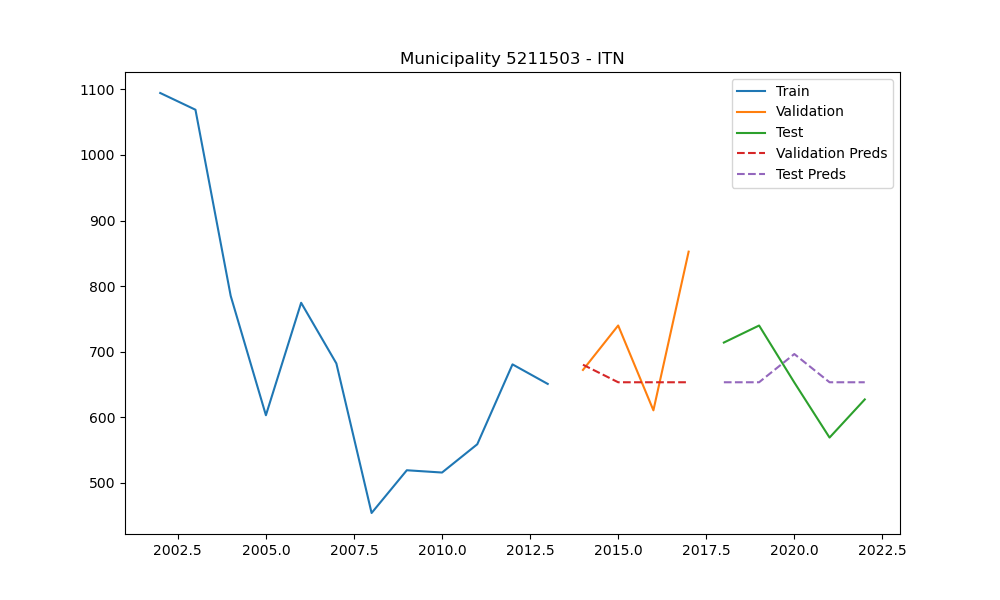 Municipality 5211503 - ITN
1100
1000
900
800
700
600
500
Train
Validation
Test
Validation Preds
Test Preds
2002.5 2005.0 2007.5 2010.0 2012.5 2015.0 2017.5 2020.0 2022.5